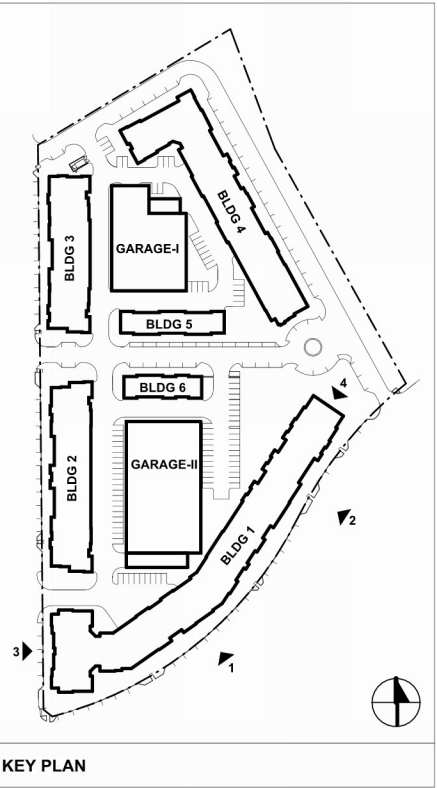 BLDG 4
BLDG 3
GARAGE-I
BLDG 5
BLDG 6
4
BLDG 2
GARAGE-II
2
BLDG 1
3
1
KEY PLAN